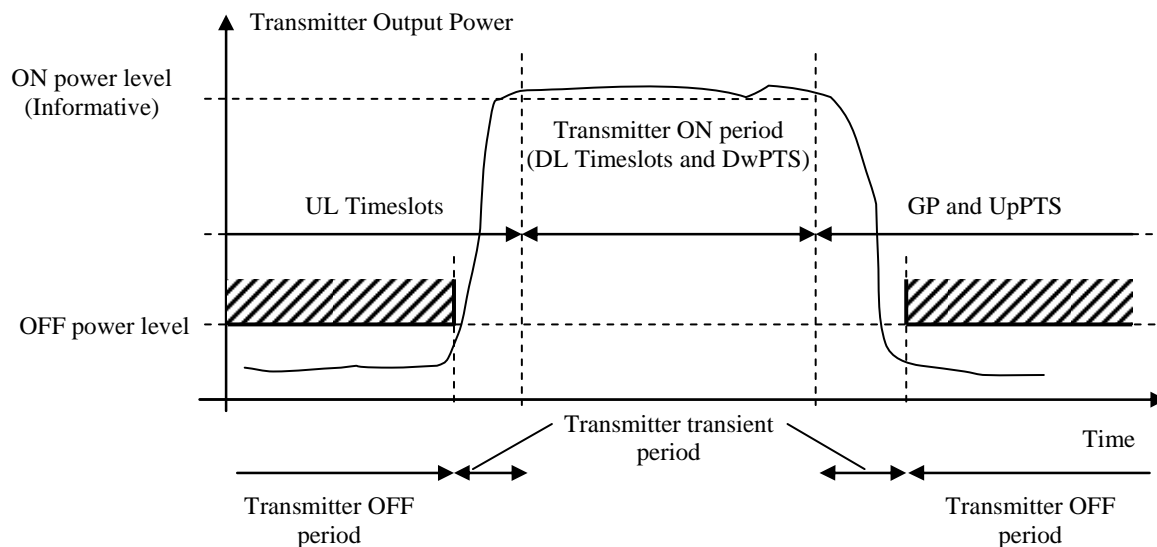 Transmitter Output Power
ON power level
(Informative)
Transmitter ON period
(DL Timeslots and DwPTS)
UL Timeslots
GP and UpPTS
OFF power level
Transmitter transient
period
Time
Transmitter OFF
period
Transmitter OFF
period